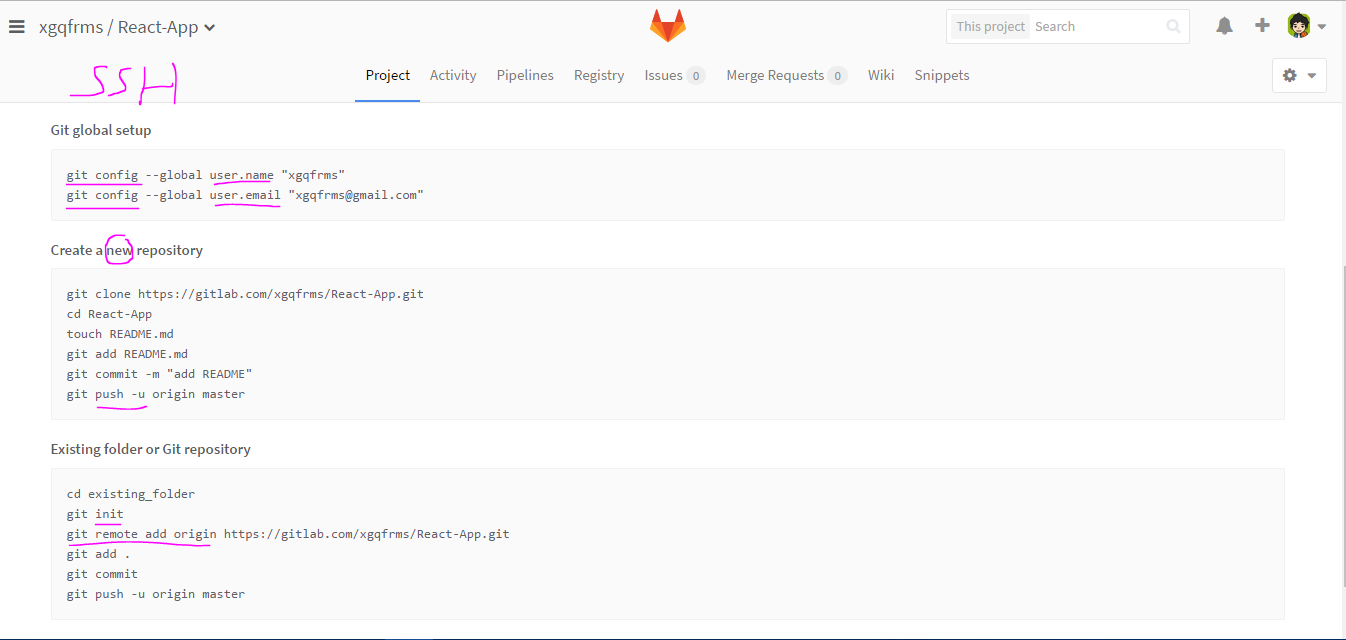 xgqfrms / React-App
This project Search
SSH
Project Activity Pipelines Registry Issues 0 Merge Requests 0 Wiki Snippets
Git global setup
git config --global user.name "xgqfrms"
git config --global user.email "xgqfrms@gmail.com"
Create a new repository
git clone https://gitlab.com/xgqfrms/React-App.git
cd React-App
touch README.md
git add README.md
git commit -m "add README"
git push -u origin master
Existing folder or Git repository
cd existing_folder
git init
git remote add origin https://gitlab.com/xgqfrms/React-App.git
git add .
git commit
git push -u origin master